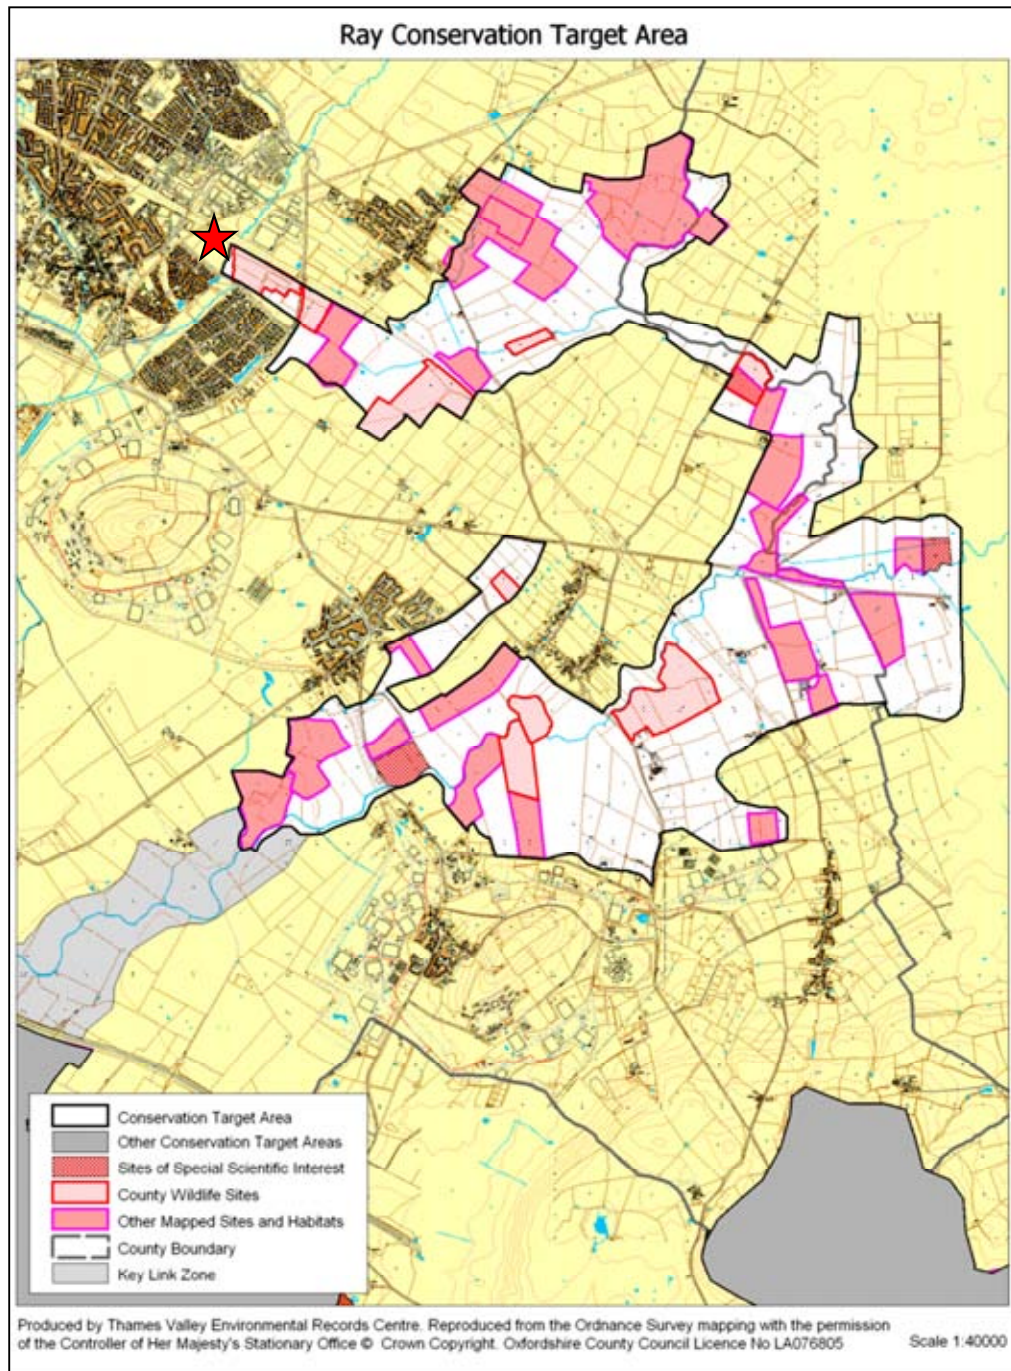 Ray Conservation Target Area
Conservation Target Area
Other Conservation Target Areas
Sites of Special Scientific Interest
County Wildlife Sites
Other Mapped Sites and Habitats
County Boundary
Key Link Zone
Produced by Thames Valley Environmental Records Centre. Reproduced from the Ordnance Survey mapping with the permission
of the Controller of Her Majesty's Stationary Office © Crown Copyright. Oxfordshire County Council Licence No LA076805
Scale 1:40000